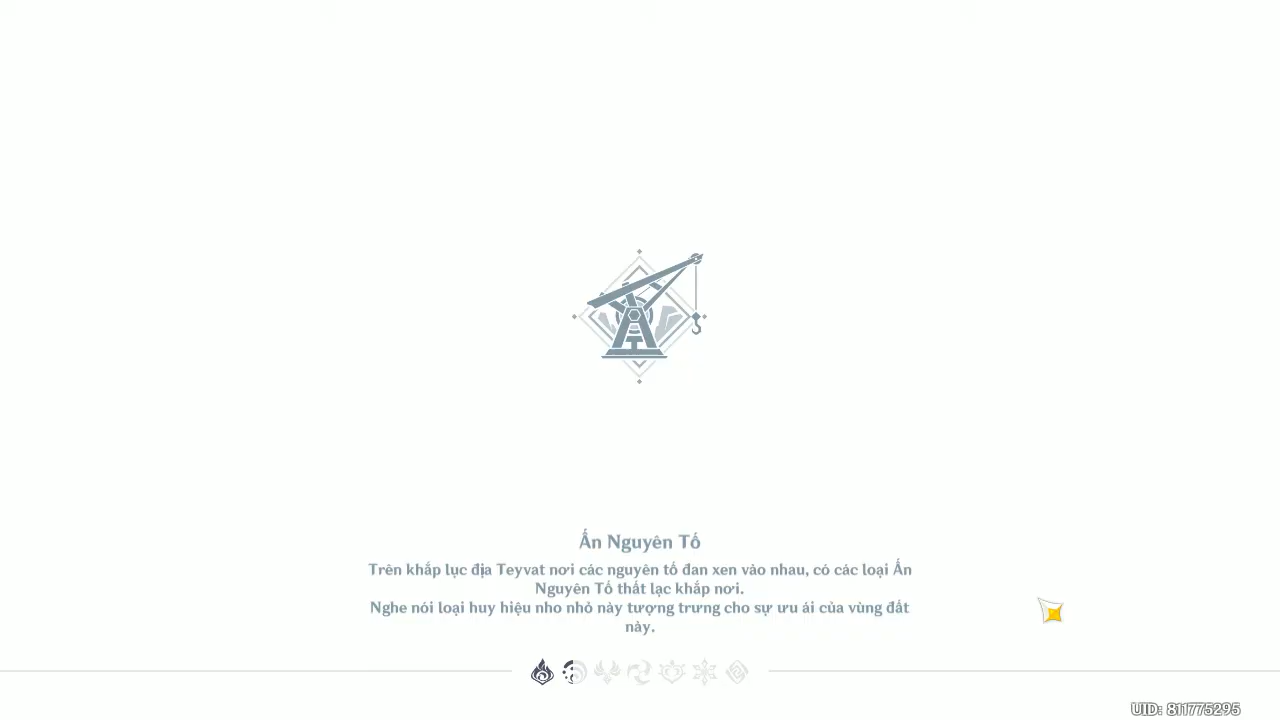 Ấn Nguyên Tố
Trên khắp lục địa Teyvat nơi các nguyên tố đan xen vào nhau, có các loại Ấn
Nguyên Tố thất lạc khắp nơi.
Nghe nói loại huy hiệu nho nhỏ này tượng trưng cho sự ưu ái của vùng đất
này.
UID: 811775295